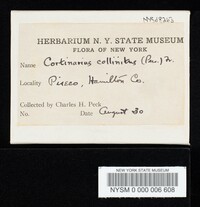 HERBARIUM N. Y. STATE MUSEUM
FLORA OF NEW YORK
Name Cortinarius collinitus (Pers.) Fr.
Locality Piseco, Hamilton Co.
Collected by Charles H. Peck
No. Date August 30
NEW YORK STATE MUSEUM
NYSM 0 000 006 608